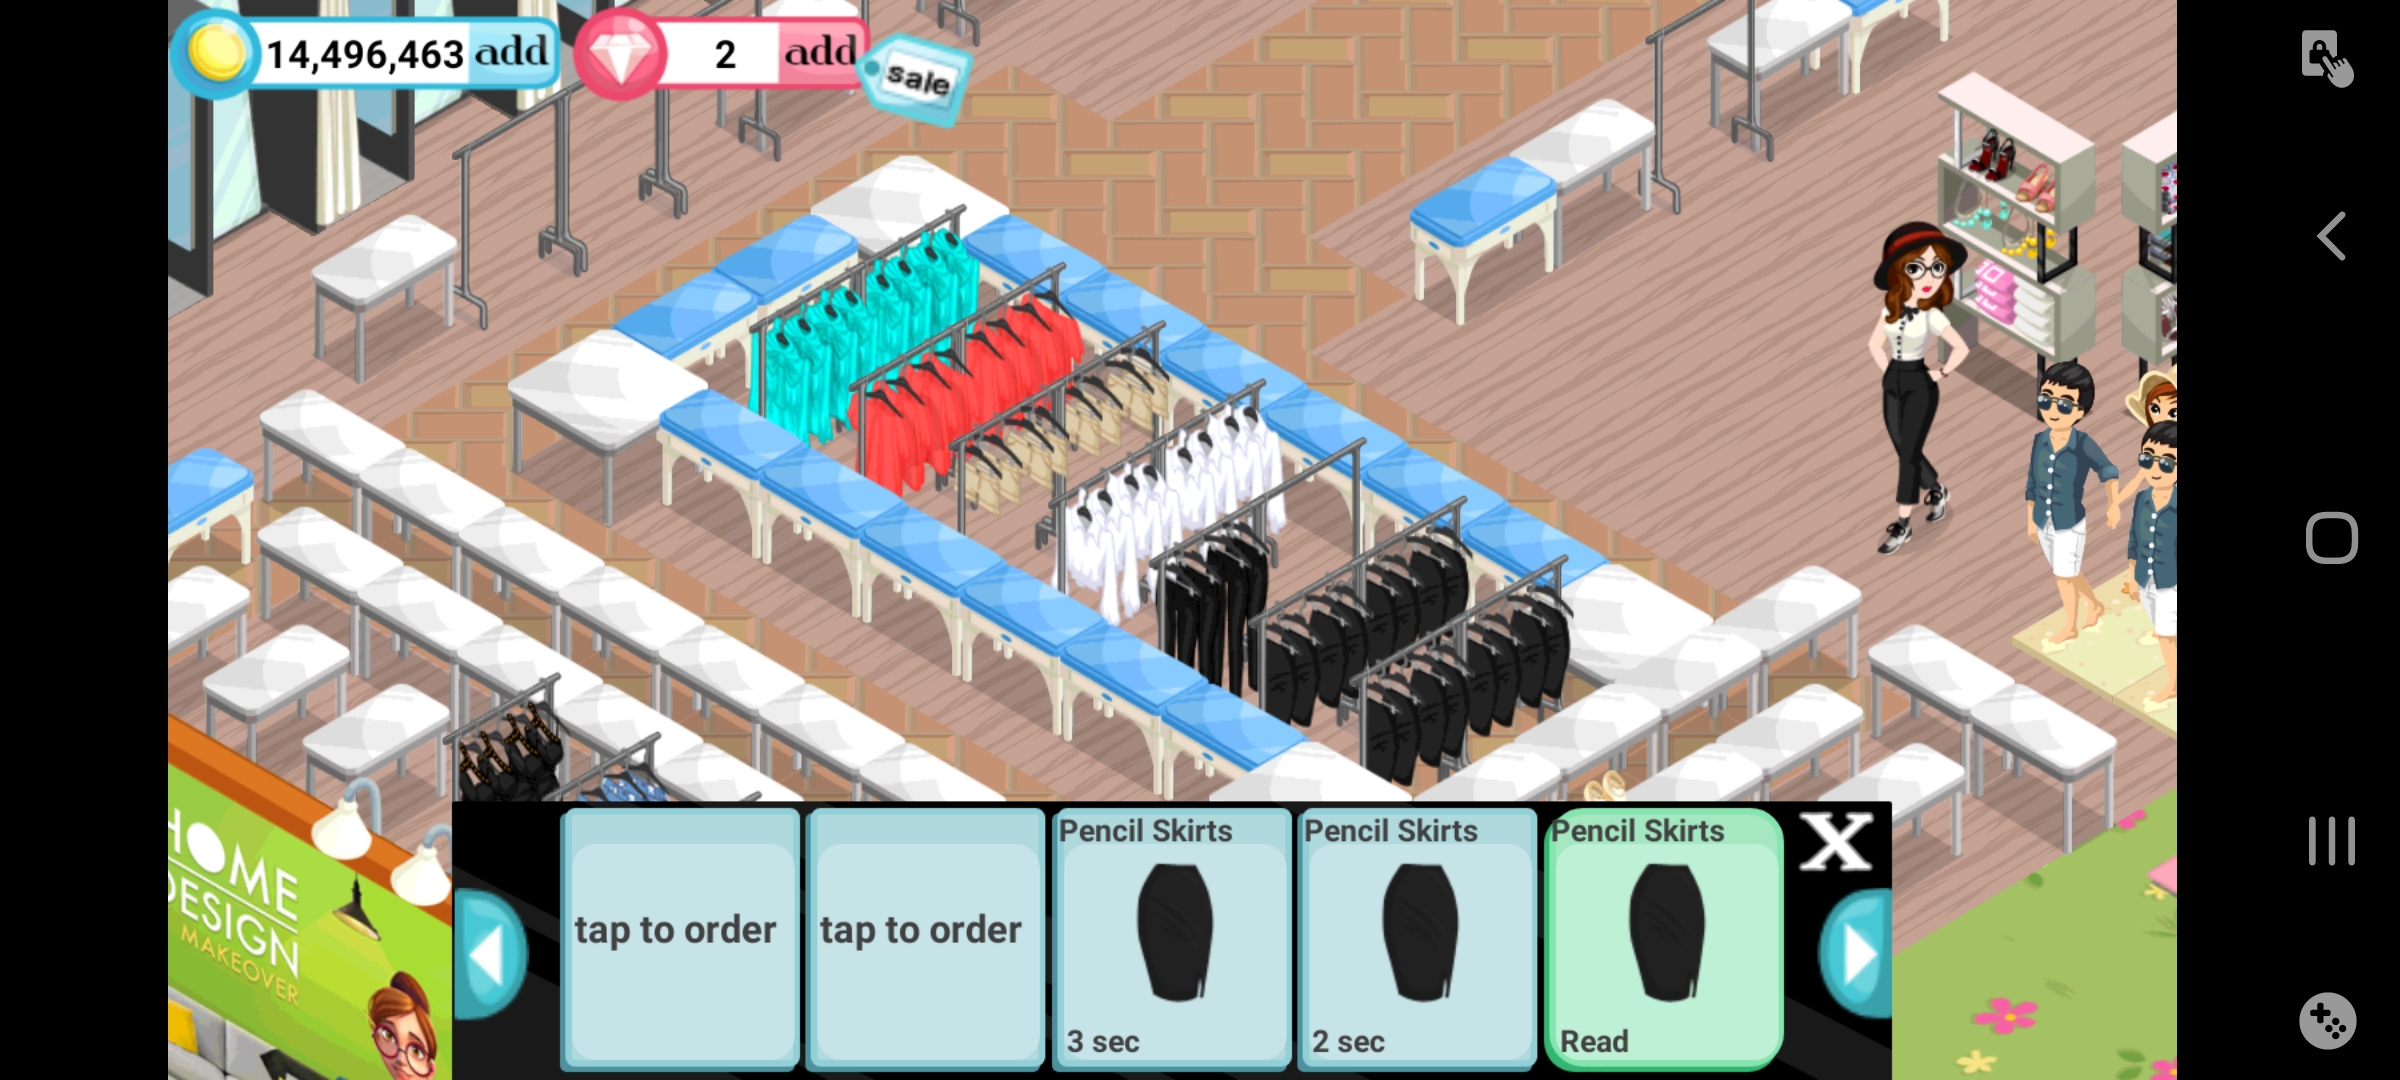 14,496,463 add
2 add
sale
HOME
DESIGN
MAKEOVER
tap to order
tap to order
Pencil Skirts
3 sec
Pencil Skirts
2 sec
Pencil Skirts
Read
X